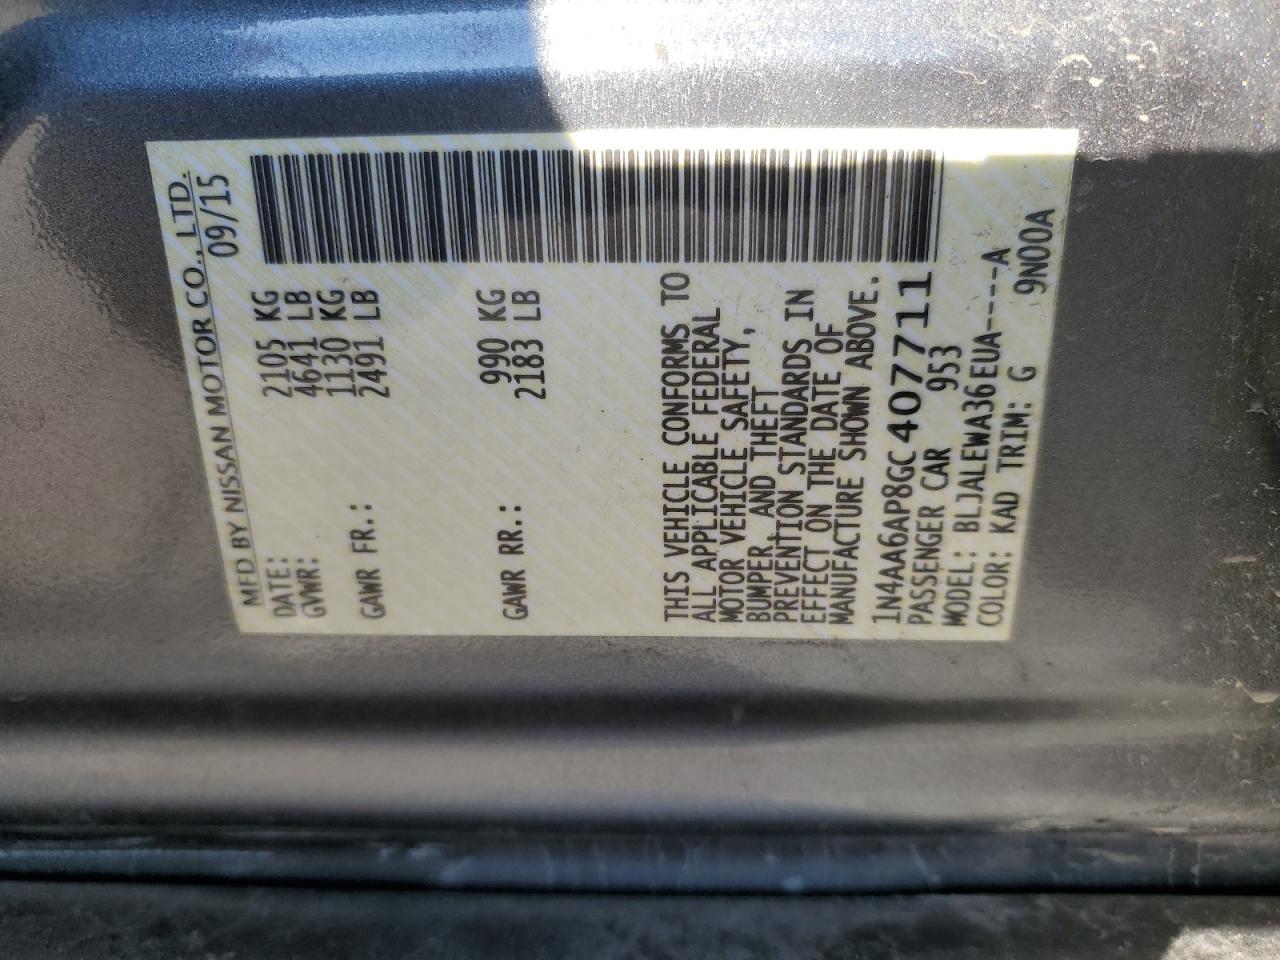 MFD BY NISSAN MOTOR CO., LTD.
DATE: 09/15
GVWR: 2105 KG
4641 LB
GAWR FR.: 1130 KG
2491 LB
GAWR RR.: 990 KG
2183 LB
THIS VEHICLE CONFORMS TO
ALL APPLICABLE FEDERAL
MOTOR VEHICLE SAFETY,
BUMPER, AND THEFT
PREVENTION STANDARDS IN
EFFECT ON THE DATE OF
MANUFACTURE SHOWN ABOVE.
1N4AA6AP8GC407711
PASSENGER CAR 953
MODEL: BLJALEWA36EUA-----A
COLOR: KAD TRIM: G 9N00A